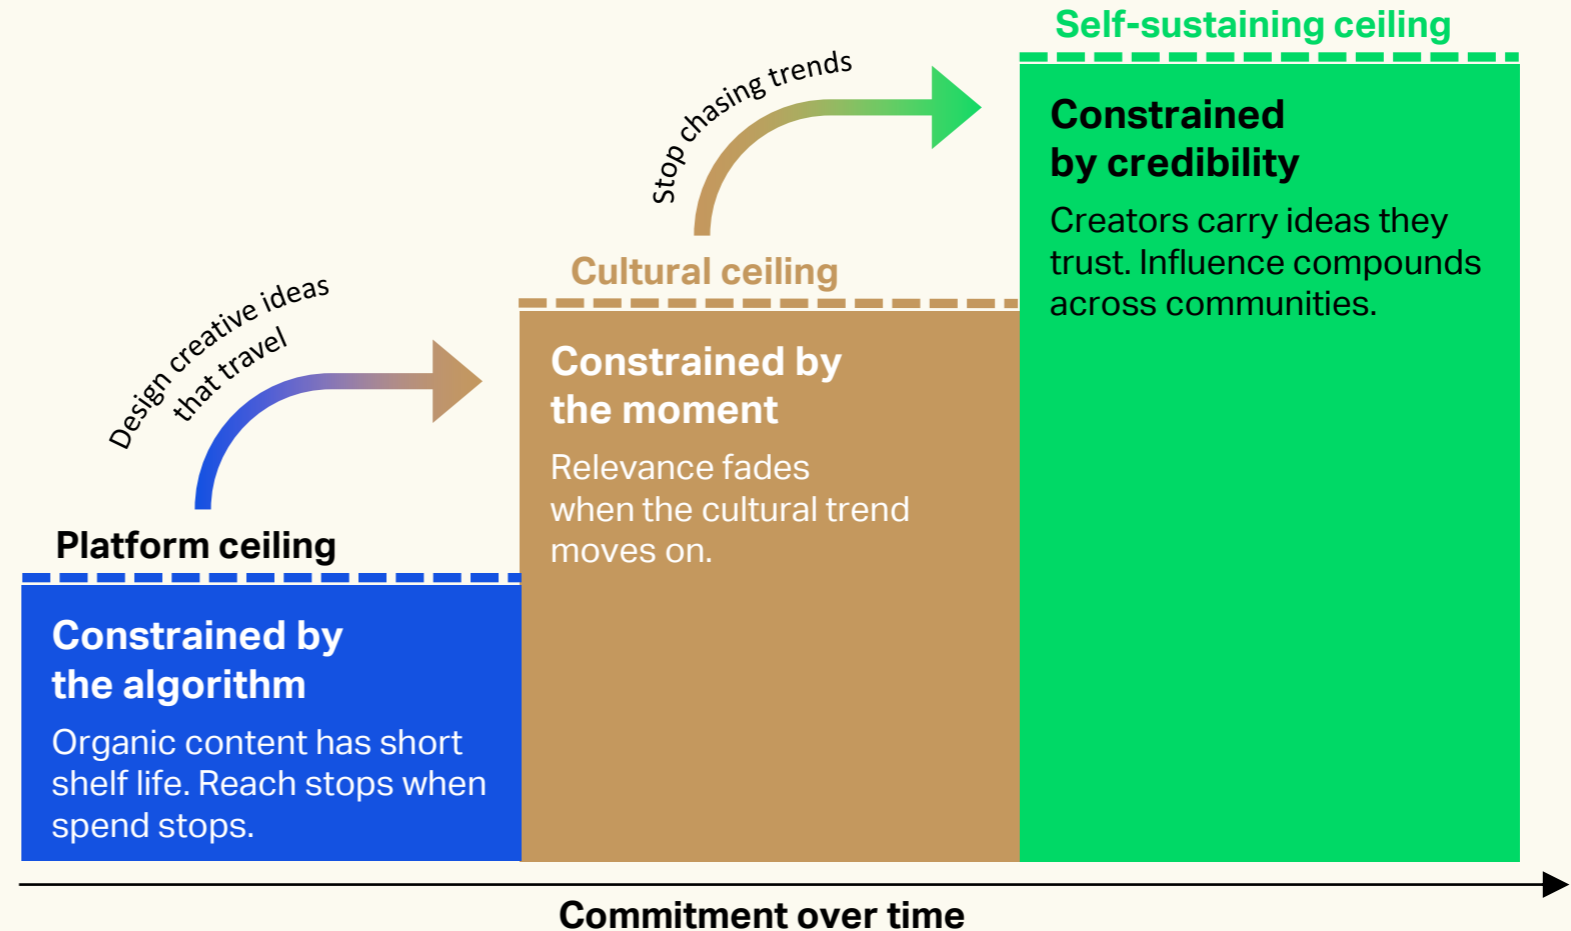 Self-sustaining ceiling
Stop chasing trends
Constrained
by credibility
Creators carry ideas they
trust. Influence compounds
across communities.
Cultural ceiling
Design creative ideas
that travel
Constrained by
the moment
Relevance fades
when the cultural trend
moves on.
Platform ceiling
Constrained by
the algorithm
Organic content has short
shelf life. Reach stops when
spend stops.
Commitment over time